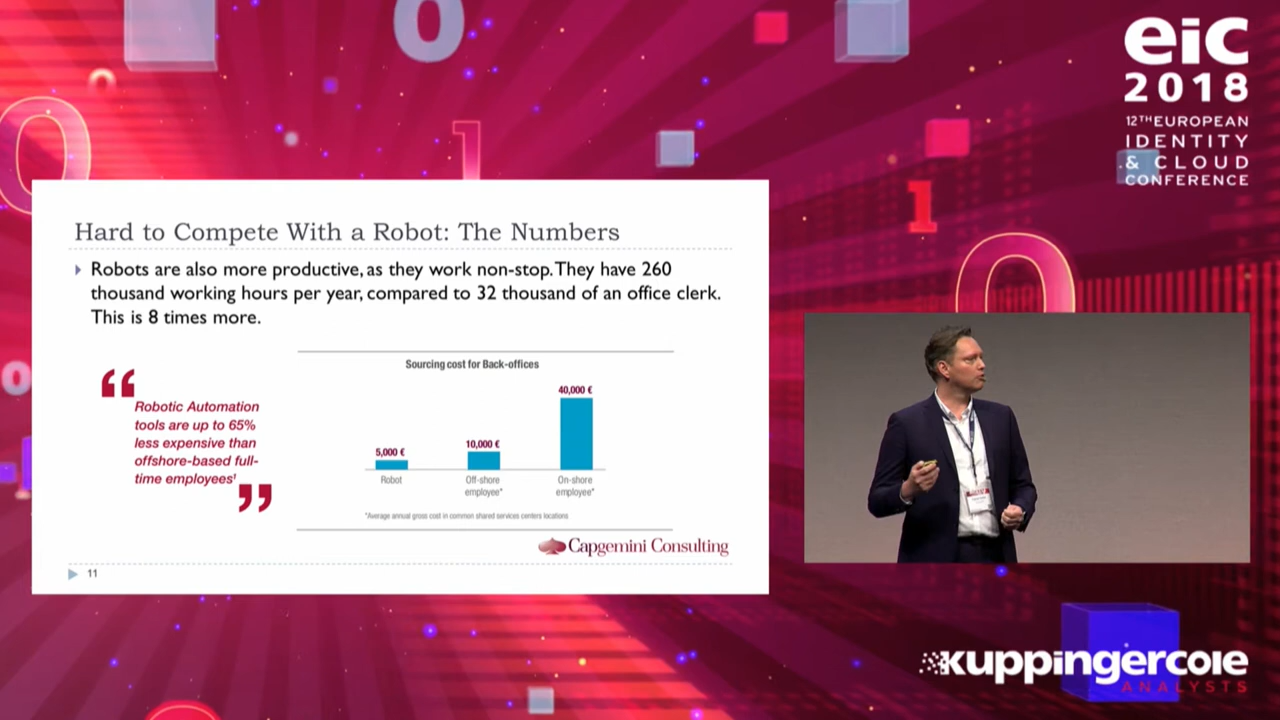 eic
2018
12TH EUROPEAN
IDENTITY
& CLOUD
CONFERENCE
Hard to Compete With a Robot: The Numbers
Robots are also more productive, as they work non-stop. They have 260
thousand working hours per year, compared to 32 thousand of an office clerk.
This is 8 times more.
“
Robotic Automation
tools are up to 65%
less expensive than
offshore-based full-
time employees¹
”
Sourcing cost for Back-offices
5,000 €
10,000 €
40,000 €
Robot
Off-shore
employee*
On-shore
employee*
*Average annual gross cost in common shared services centers locations
Capgemini Consulting
11
kuppingercole
ANALYSTS